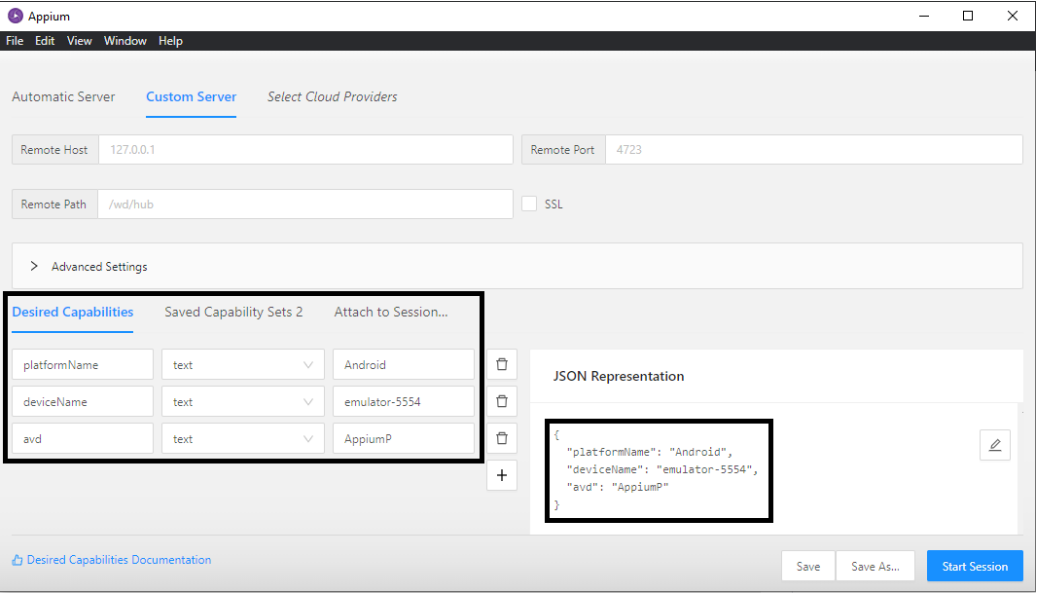 Appium
File Edit View Window Help
Automatic Server Custom Server Select Cloud Providers
Remote Host 127.0.0.1 Remote Port 4723
Remote Path /wd/hub SSL
Advanced Settings
Desired Capabilities Saved Capability Sets 2 Attach to Session...
platformName text Android
deviceName text emulator-5554
avd text AppiumP
JSON Representation
{
"platformName": "Android",
"deviceName": "emulator-5554",
"avd": "AppiumP"
}
Desired Capabilities Documentation
Save Save As... Start Session